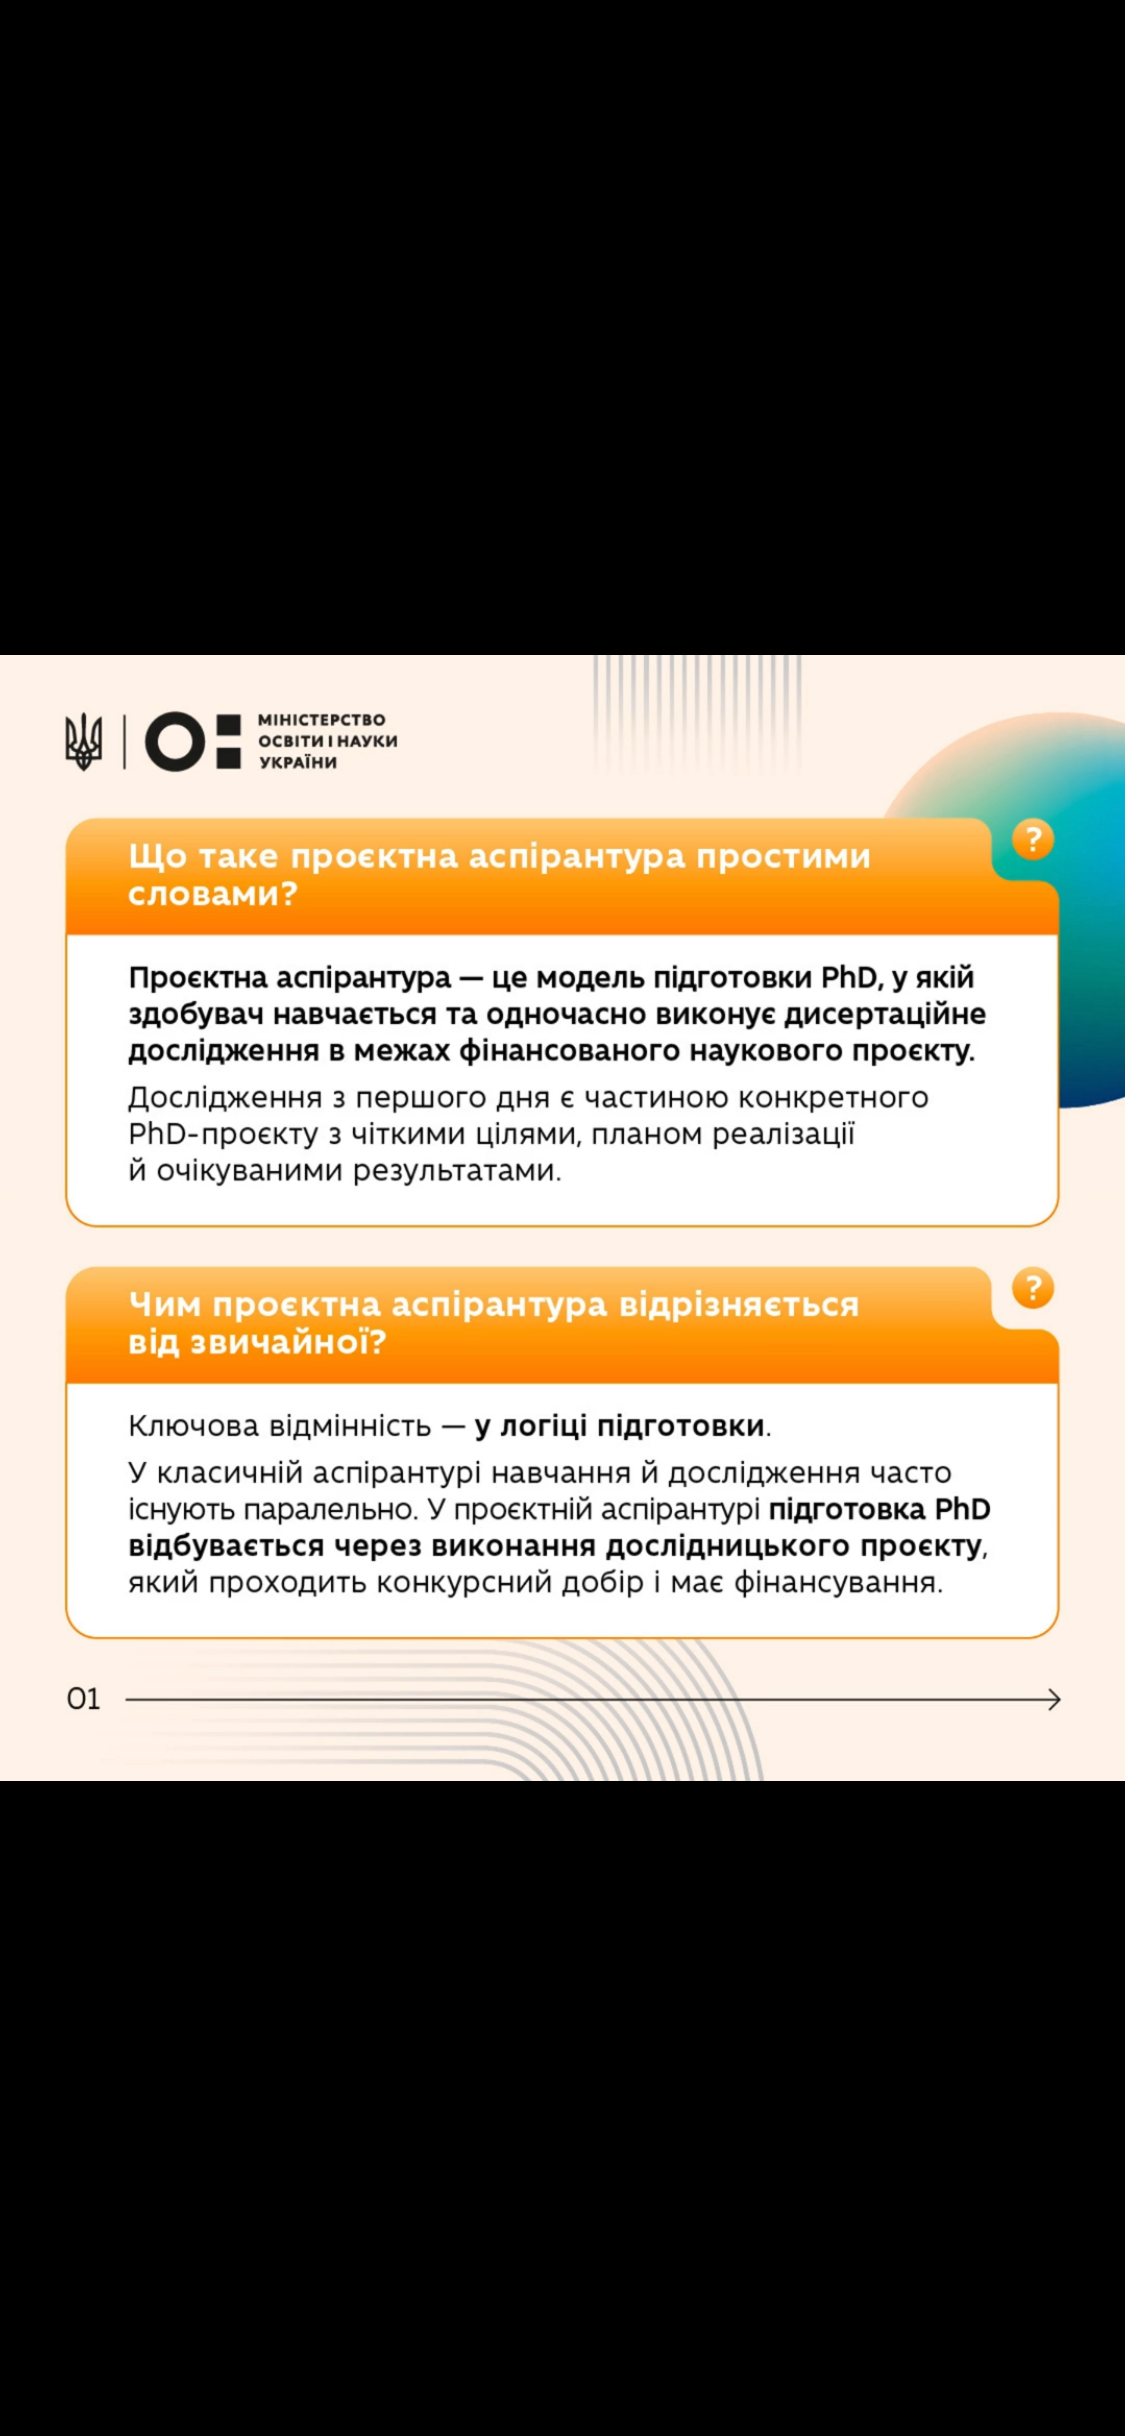 МІНІСТЕРСТВО
ОСВІТИ І НАУКИ
УКРАЇНИ
Що таке проєктна аспірантура простими
словами?
?
Проєктна аспірантура — це модель підготовки PhD, у якій
здобувач навчається та одночасно виконує дисертаційне
дослідження в межах фінансованого наукового проєкту.
Дослідження з першого дня є частиною конкретного
PhD-проєкту з чіткими цілями, планом реалізації
й очікуваними результатами.
Чим проєктна аспірантура відрізняється
від звичайної?
?
Ключова відмінність — у логіці підготовки.
У класичній аспірантурі навчання й дослідження часто
існують паралельно. У проєктній аспірантурі підготовка PhD
відбувається через виконання дослідницького проєкту,
який проходить конкурсний добір і має фінансування.
01